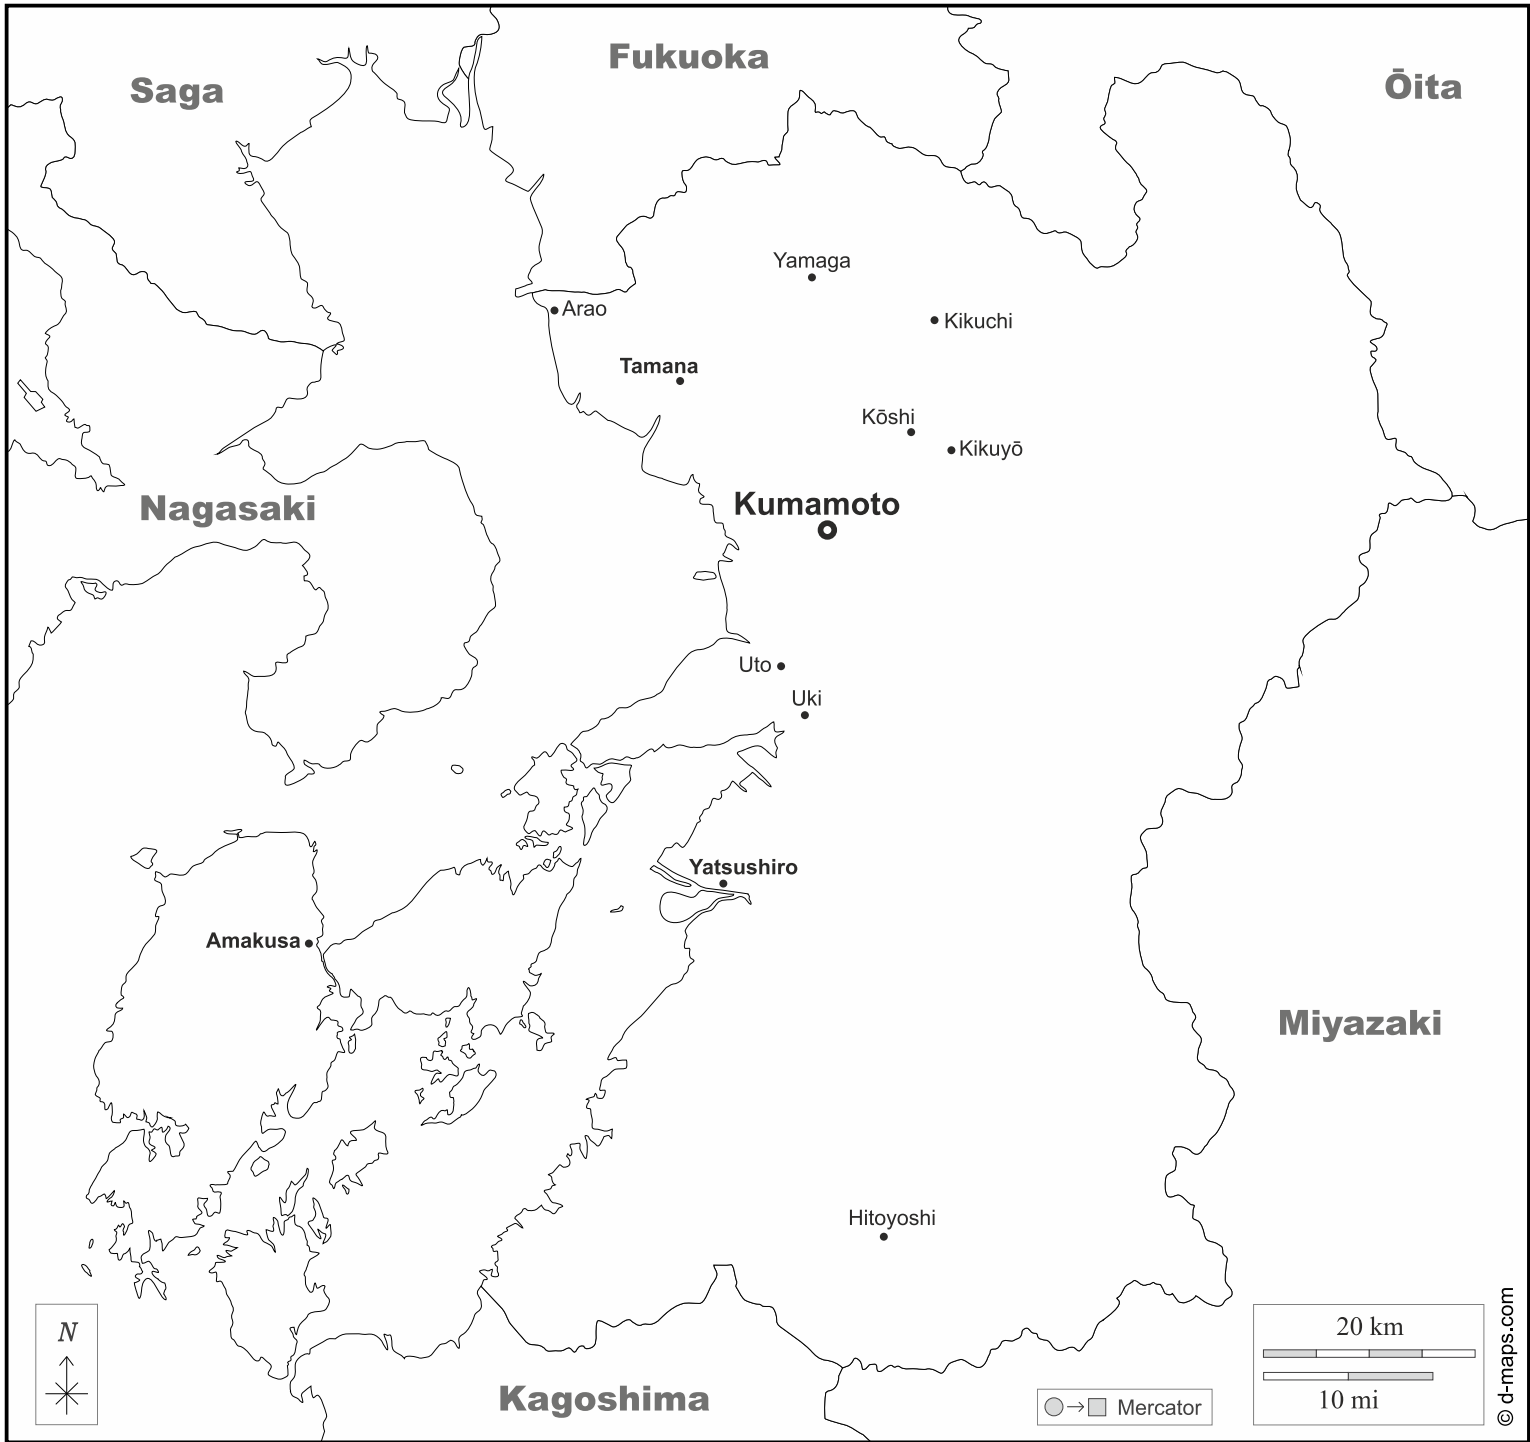 Fukuoka
Saga
Ōita
Yamaga
Arao
Kikuchi
Tamana
Kōshi
Kikuyō
Kumamoto
Nagasaki
Uto
Uki
Yatsushiro
Amakusa
Miyazaki
Hitoyoshi
N
20 km
10 mi
Kagoshima
Mercator
© d-maps.com